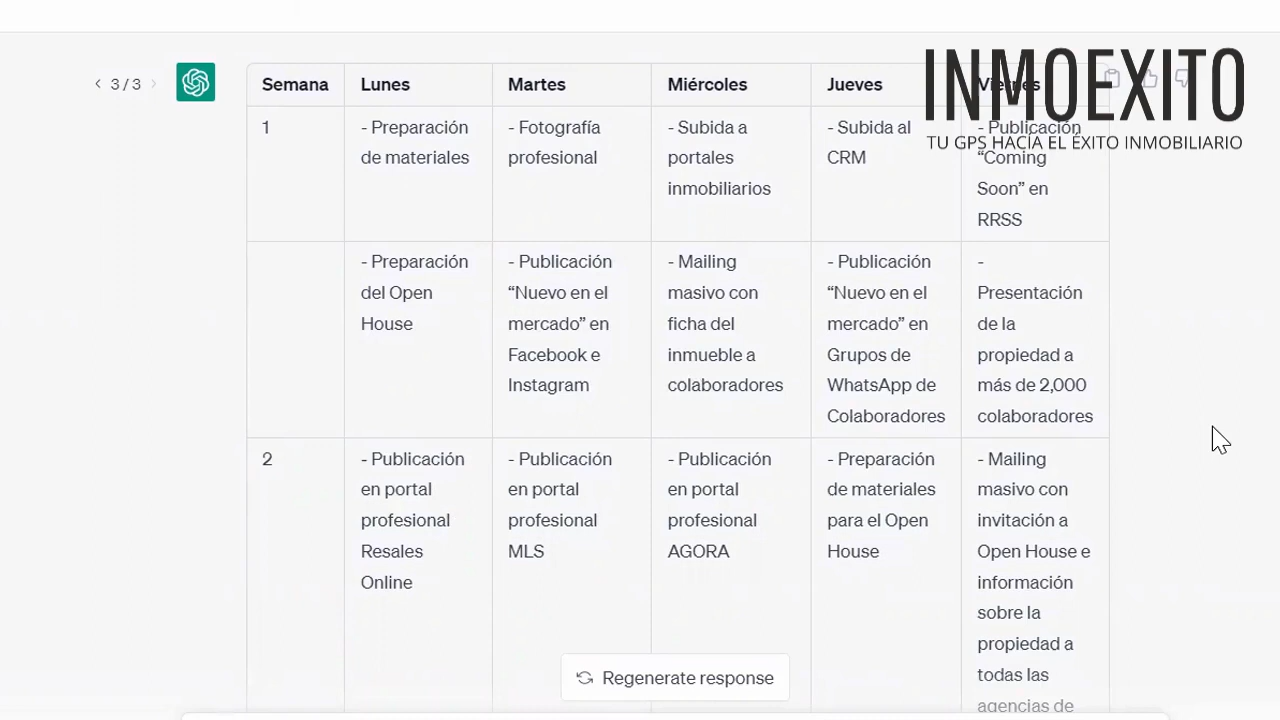 3 / 3
INMOEXITO
TU GPS HACIA EL EXITO INMOBILIARIO
Semana Lunes Martes Miércoles Jueves Viernes
1
- Preparación
de materiales
- Fotografía
profesional
- Subida a
portales
inmobiliarios
- Subida al
CRM
- Publicación
“Coming
Soon” en
RRSS
- Preparación
del Open
House
- Publicación
“Nuevo en el
mercado” en
Facebook e
Instagram
- Mailing
masivo con
ficha del
inmueble a
colaboradores
- Publicación
“Nuevo en el
mercado” en
Grupos de
WhatsApp de
Colaboradores
-
Presentación
de la
propiedad a
más de 2,000
colaboradores
2
- Publicación
en portal
profesional
Resales
Online
- Publicación
en portal
profesional
MLS
- Publicación
en portal
profesional
AGORA
- Preparación
de materiales
para el Open
House
- Mailing
masivo con
invitación a
Open House e
información
sobre la
propiedad a
todas las
agencias de
Regenerate response